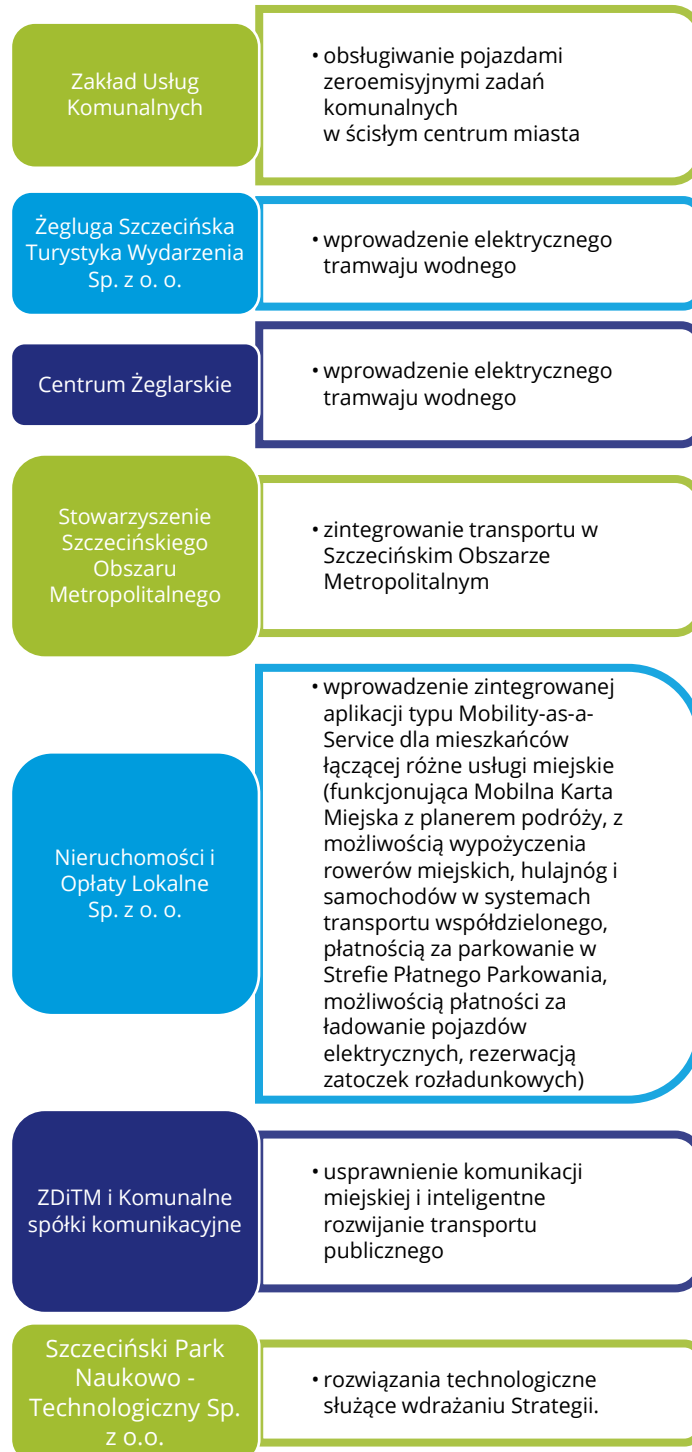 Zakład Usług
Komunalnych
• obsługiwanie pojazdami
zeroemisyjnymi zadań
komunalnych
w ścisłym centrum miasta
Żegluga Szczecińska
Turystyka Wydarzenia
Sp. z o. o.
• wprowadzenie elektrycznego
tramwaju wodnego
Centrum Żeglarskie
• wprowadzenie elektrycznego
tramwaju wodnego
Stowarzyszenie
Szczecińskiego
Obszaru
Metropolitalnego
• zintegrowanie transportu w
Szczecińskim Obszarze
Metropolitalnym
Nieruchomości i
Opłaty Lokalne
Sp. z o. o.
• wprowadzenie zintegrowanej
aplikacji typu Mobility-as-a-
Service dla mieszkańców
łączącej różne usługi miejskie
(funkcjonująca Mobilna Karta
Miejska z planerem podróży, z
możliwością wypożyczenia
rowerów miejskich, hulajnóg i
samochodów w systemach
transportu współdzielonego,
płatnością za parkowanie w
Strefie Płatnego Parkowania,
możliwością płatności za
ładowanie pojazdów
elektrycznych, rezerwacją
zatoczek rozładunkowych)
ZDiTM i Komunalne
spółki komunikacyjne
• usprawnienie komunikacji
miejskiej i inteligentne
rozwijanie transportu
publicznego
Szczeciński Park
Naukowo -
Technologiczny Sp.
z o.o.
• rozwiązania technologiczne
służące wdrażaniu Strategii.